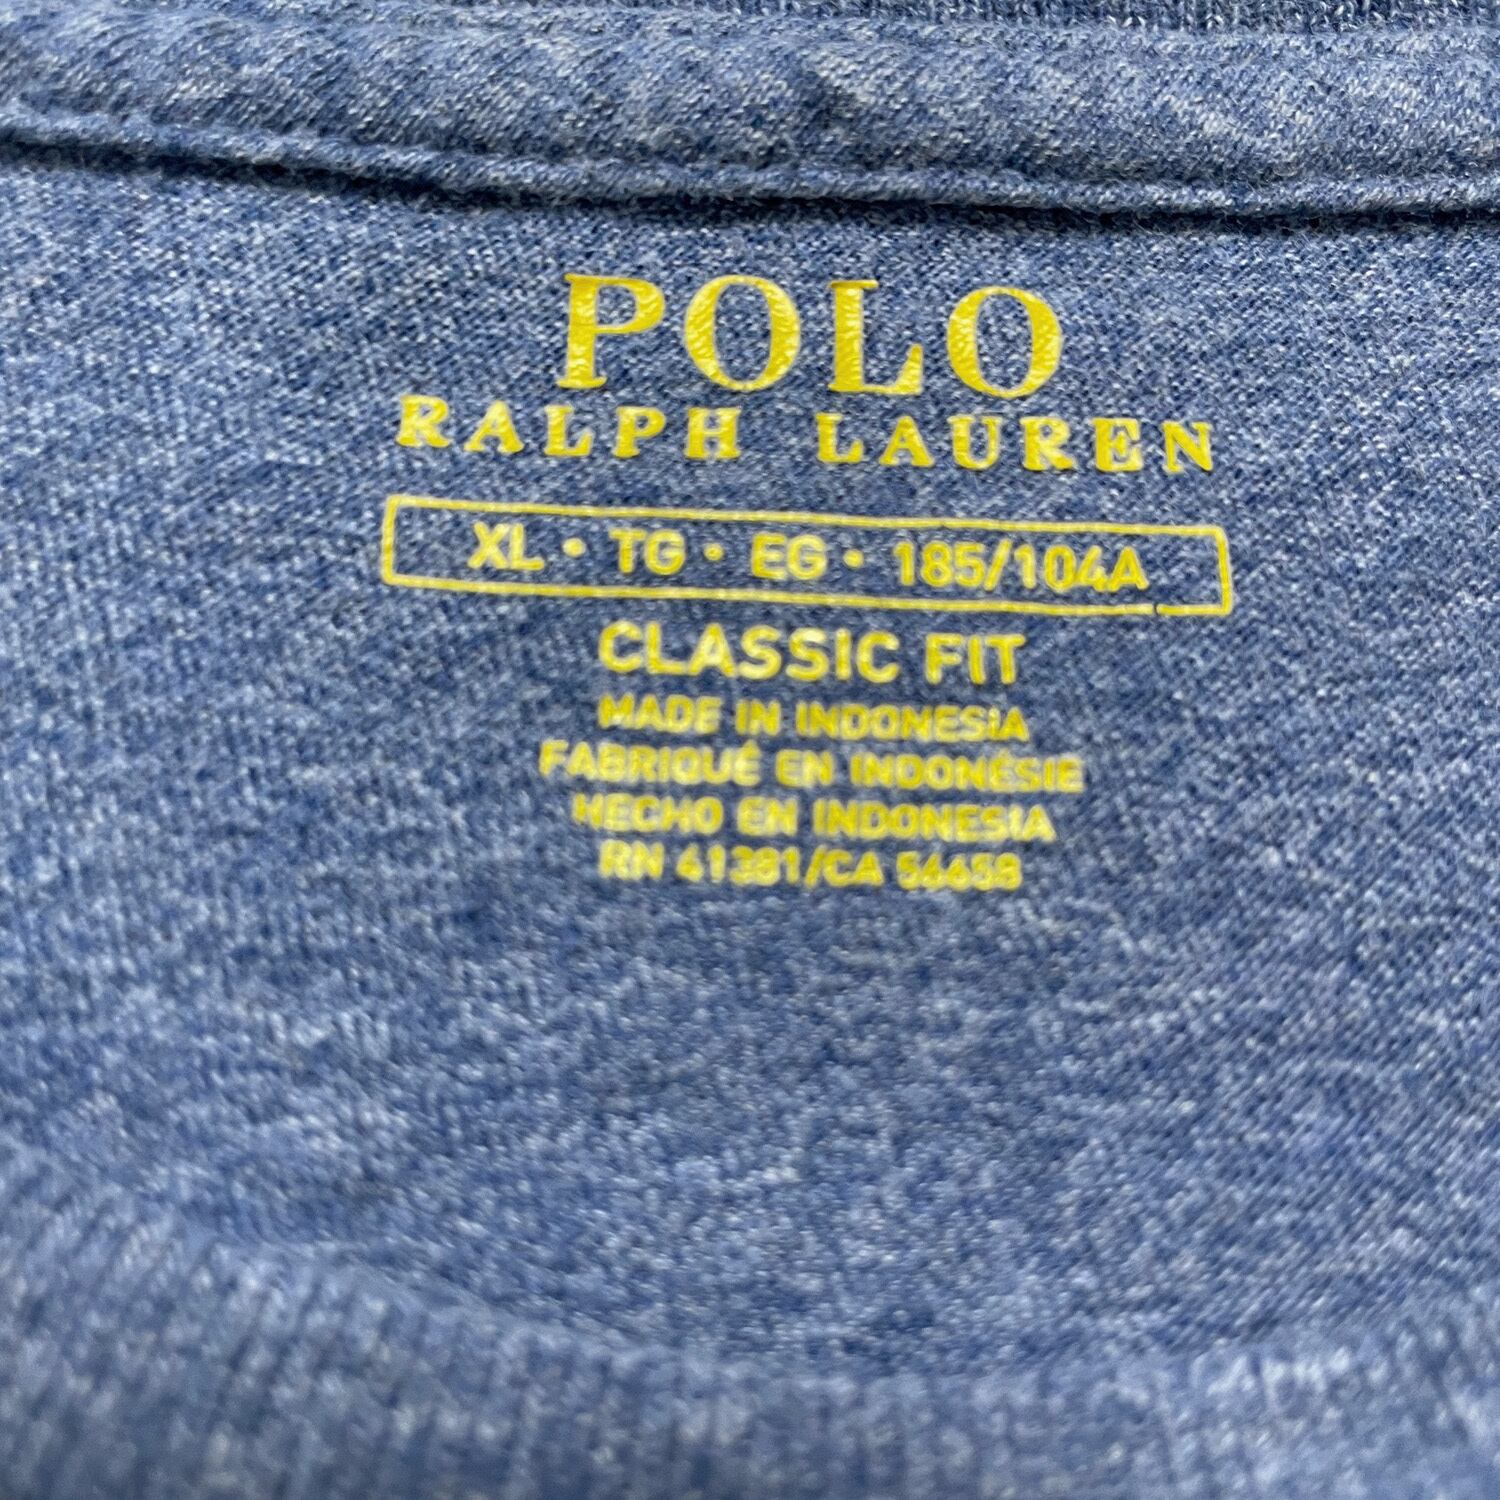 POLO
RALPH LAUREN
XL • TG • EG • 185/104A
CLASSIC FIT
MADE IN INDONESIA
FABRIQUÉ EN INDONÉSIE
HECHO EN INDONESIA
RN 41381/CA 56658